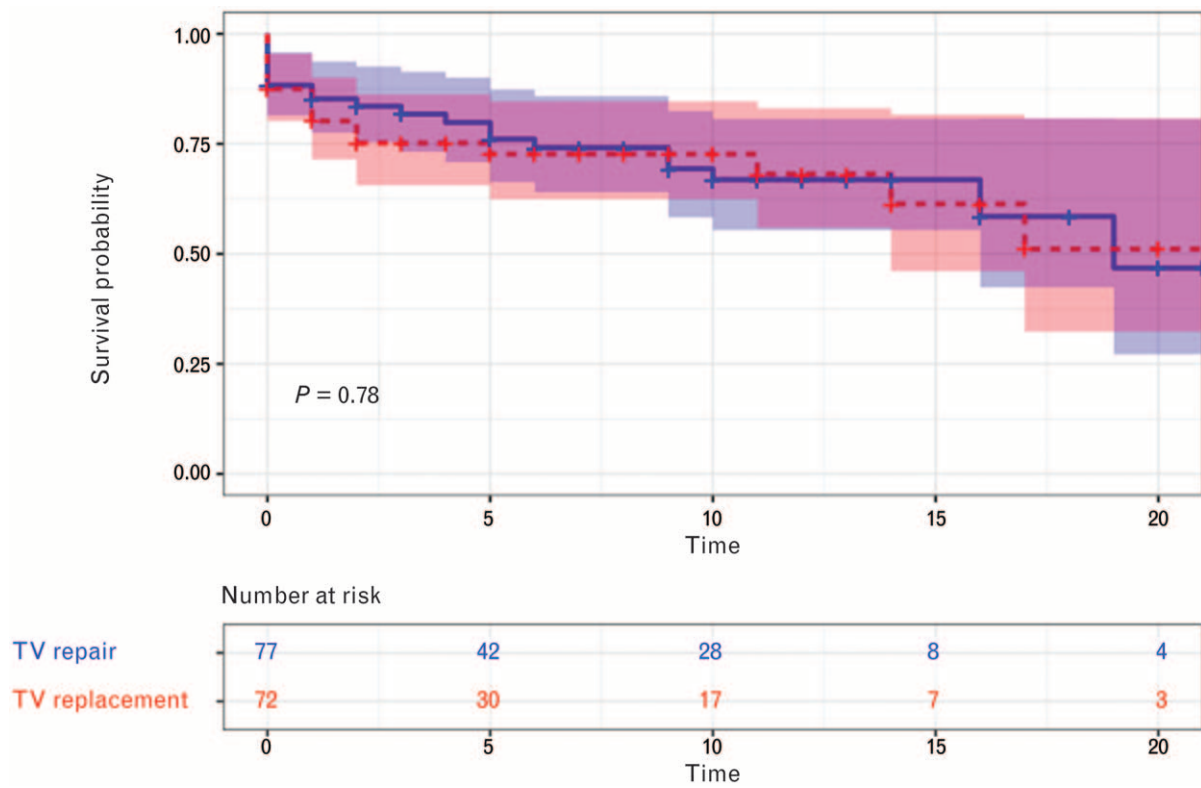 1.00
0.75
0.50
0.25
0.00
Survival probability
P = 0.78
0 5 10 15 20
Time
Number at risk
TV repair 77 42 28 8 4
TV replacement 72 30 17 7 3
0 5 10 15 20
Time